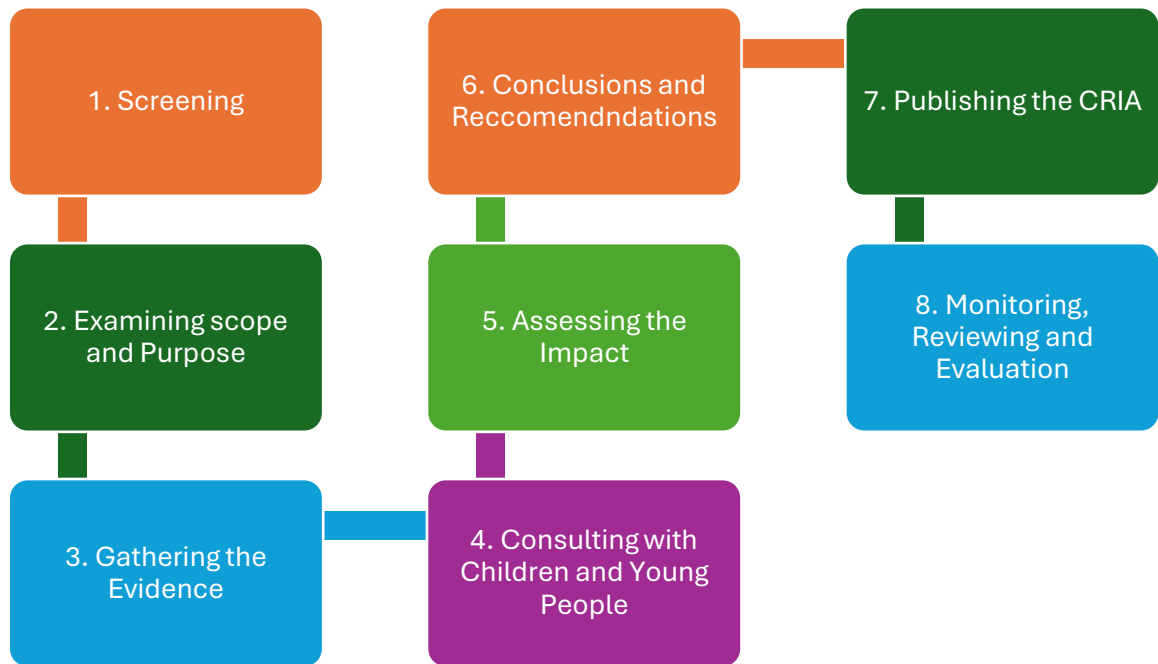 1. Screening
2. Examining scope
and Purpose
3. Gathering the
Evidence
4. Consulting with
Children and Young
People
5. Assessing the
Impact
6. Conclusions and
Reccomendndations
7. Publishing the CRIA
8. Monitoring,
Reviewing and
Evaluation